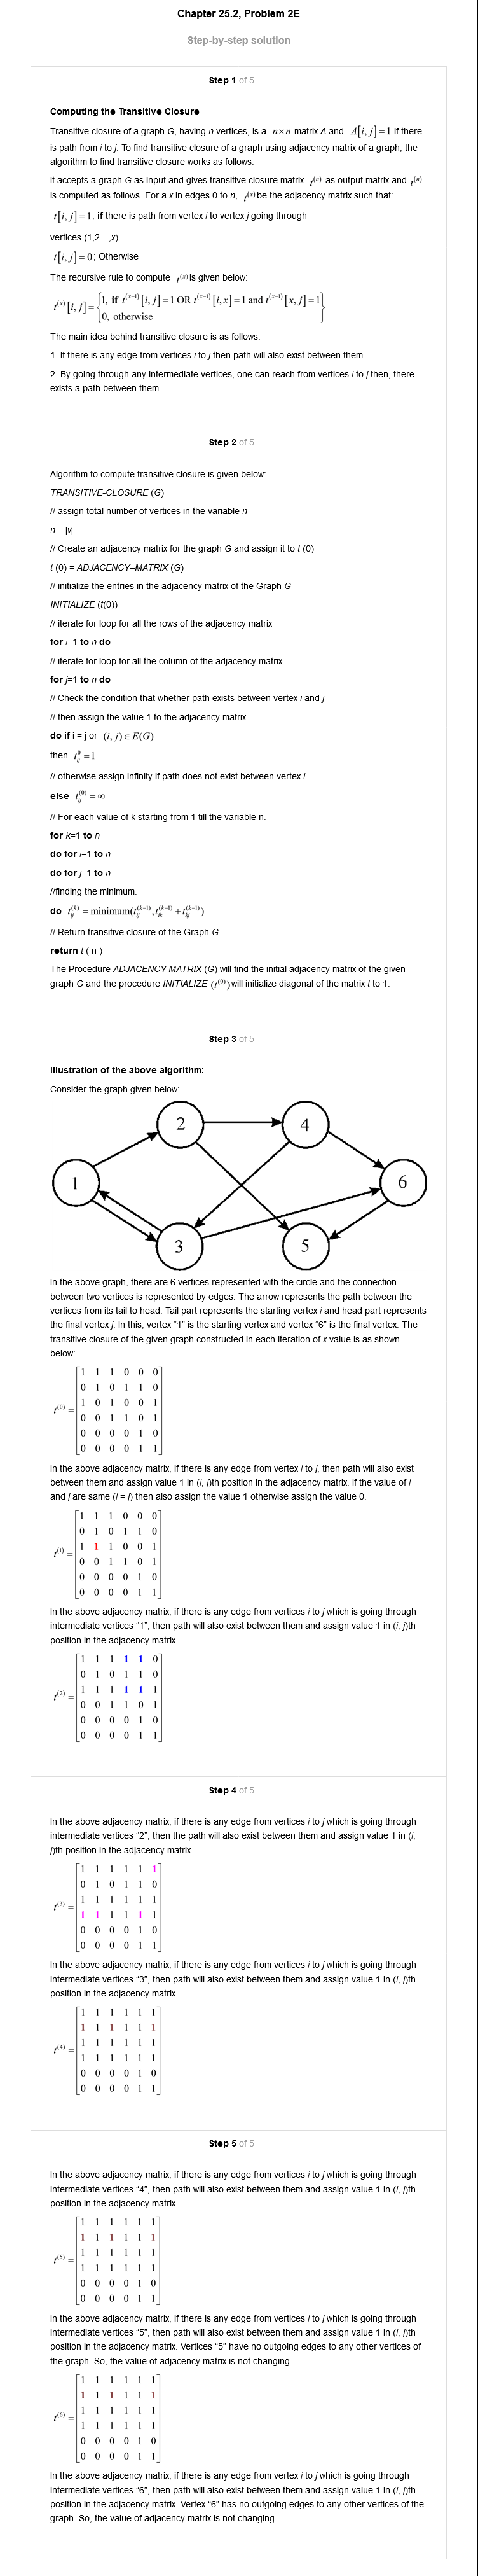 Chapter 25.2, Problem 2E
Step-by-step solution
Step 1 of 5
Computing the Transitive Closure
Transitive closure of a graph G, having n vertices, is a n×n matrix A and A[i, j]=1 if there
is path from i to j. To find transitive closure of a graph using adjacency matrix of a graph; the
algorithm to find transitive closure works as follows.
It accepts a graph G as input and gives transitive closure matrix t^(n) as output matrix and t^(n)
is computed as follows. For a x in edges 0 to n, t^(x) be the adjacency matrix such that:
t[i, j]=1; if there is path from vertex i to vertex j going through
vertices (1,2…,x).
t[i, j]=0; Otherwise
The recursive rule to compute t^(x) is given below:
t^(x)[i, j]={1, if t^(x−1)[i, j]=1 OR t^(x−1)[i, x]=1 and t^(x−1)[x, j]=1}
0, otherwise
The main idea behind transitive closure is as follows:
1. If there is any edge from vertices i to j then path will also exist between them.
2. By going through any intermediate vertices, one can reach from vertices i to j then, there
exists a path between them.
Step 2 of 5
Algorithm to compute transitive closure is given below:
TRANSITIVE-CLOSURE (G)
// assign total number of vertices in the variable n
n = |v|
// Create an adjacency matrix for the graph G and assign it to t (0)
t (0) = ADJACENCY–MATRIX (G)
// initialize the entries in the adjacency matrix of the Graph G
INITIALIZE (t(0))
// iterate for loop for all the rows of the adjacency matrix
for i=1 to n do
// iterate for loop for all the column of the adjacency matrix.
for j=1 to n do
// Check the condition that whether path exists between vertex i and j
// then assign the value 1 to the adjacency matrix
do if i = j or (i, j)∈E(G)
then t_ij^0 = 1
// otherwise assign infinity if path does not exist between vertex i
else t_ij^(0) = ∞
// For each value of k starting from 1 till the variable n.
for k=1 to n
do for i=1 to n
do for j=1 to n
//finding the minimum.
do t_ij^(k) = minimum(t_ij^(k−1), t_ik^(k−1) + t_kj^(k−1))
// Return transitive closure of the Graph G
return t ( n )
The Procedure ADJACENCY-MATRIX (G) will find the initial adjacency matrix of the given
graph G and the procedure INITIALIZE (t^(0)) will initialize diagonal of the matrix t to 1.
Step 3 of 5
Illustration of the above algorithm:
Consider the graph given below:
2 4
1 6
3 5
In the above graph, there are 6 vertices represented with the circle and the connection
between two vertices is represented by edges. The arrow represents the path between the
vertices from its tail to head. Tail part represents the starting vertex i and head part represents
the final vertex j. In this, vertex “1” is the starting vertex and vertex “6” is the final vertex. The
transitive closure of the given graph constructed in each iteration of x value is as shown
below:
1 1 1 0 0 0
0 1 0 1 1 0
t^(0) = 1 0 1 0 0 1
0 0 1 1 0 1
0 0 0 0 1 0
0 0 0 0 1 1
In the above adjacency matrix, if there is any edge from vertex i to j, then path will also exist
between them and assign value 1 in (i, j)th position in the adjacency matrix. If the value of i
and j are same (i = j) then also assign the value 1 otherwise assign the value 0.
1 1 1 0 0 0
0 1 0 1 1 0
t^(1) = 1 1 1 0 0 1
0 0 1 1 0 1
0 0 0 0 1 0
0 0 0 0 1 1
In the above adjacency matrix, if there is any edge from vertices i to j which is going through
intermediate vertices “1”, then path will also exist between them and assign value 1 in (i, j)th
position in the adjacency matrix.
1 1 1 1 1 0
0 1 0 1 1 0
t^(2) = 1 1 1 1 1 1
0 0 1 1 0 1
0 0 0 0 1 0
0 0 0 0 1 1
Step 4 of 5
In the above adjacency matrix, if there is any edge from vertices i to j which is going through
intermediate vertices “2”, then the path will also exist between them and assign value 1 in (i,
j)th position in the adjacency matrix.
1 1 1 1 1 1
0 1 0 1 1 0
t^(3) = 1 1 1 1 1 1
1 1 1 1 1 1
0 0 0 0 1 0
0 0 0 0 1 1
In the above adjacency matrix, if there is any edge from vertices i to j which is going through
intermediate vertices “3”, then path will also exist between them and assign value 1 in (i, j)th
position in the adjacency matrix.
1 1 1 1 1 1
1 1 1 1 1 1
t^(4) = 1 1 1 1 1 1
1 1 1 1 1 1
0 0 0 0 1 0
0 0 0 0 1 1
Step 5 of 5
In the above adjacency matrix, if there is any edge from vertices i to j which is going through
intermediate vertices “4”, then path will also exist between them and assign value 1 in (i, j)th
position in the adjacency matrix.
1 1 1 1 1 1
1 1 1 1 1 1
t^(5) = 1 1 1 1 1 1
1 1 1 1 1 1
0 0 0 0 1 0
0 0 0 0 1 1
In the above adjacency matrix, if there is any edge from vertices i to j which is going through
intermediate vertices “5”, then path will also exist between them and assign value 1 in (i, j)th
position in the adjacency matrix. Vertices “5” have no outgoing edges to any other vertices of
the graph. So, the value of adjacency matrix is not changing.
1 1 1 1 1 1
1 1 1 1 1 1
t^(6) = 1 1 1 1 1 1
1 1 1 1 1 1
0 0 0 0 1 0
0 0 0 0 1 1
In the above adjacency matrix, if there is any edge from vertex i to j which is going through
intermediate vertices “6”, then path will also exist between them and assign value 1 in (i, j)th
position in the adjacency matrix. Vertex “6” has no outgoing edges to any other vertices of the
graph. So, the value of adjacency matrix is not changing.